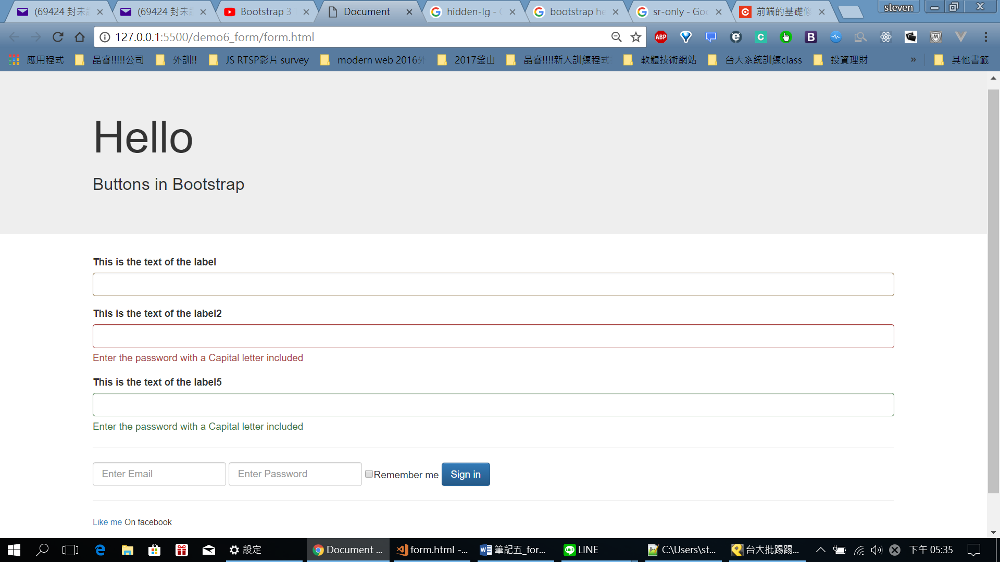 (69424 封未
(69424 封未
Bootstrap 3
Document
hidden-lg -
bootstrap he
sr-only - Goo
前端的基礎修
steven
127.0.0.1:5500/demo6_form/form.html
應用程式
晶睿!!!!!公司
外訓!!
JS RTSP影片 survey
modern web 2016外
2017釜山
晶睿!!!!新人訓練程式
軟體技術網站
台大系統訓練class
投資理財
»
其他書籤
Hello
Buttons in Bootstrap
This is the text of the label
This is the text of the label2
Enter the password with a Capital letter included
This is the text of the label5
Enter the password with a Capital letter included
Enter Email
Enter Password
Remember me
Sign in
Like me On facebook
設定
Document ...
form.html -...
筆記五_for...
LINE
C:\Users\st...
台大批踢踢...
下午 05:35